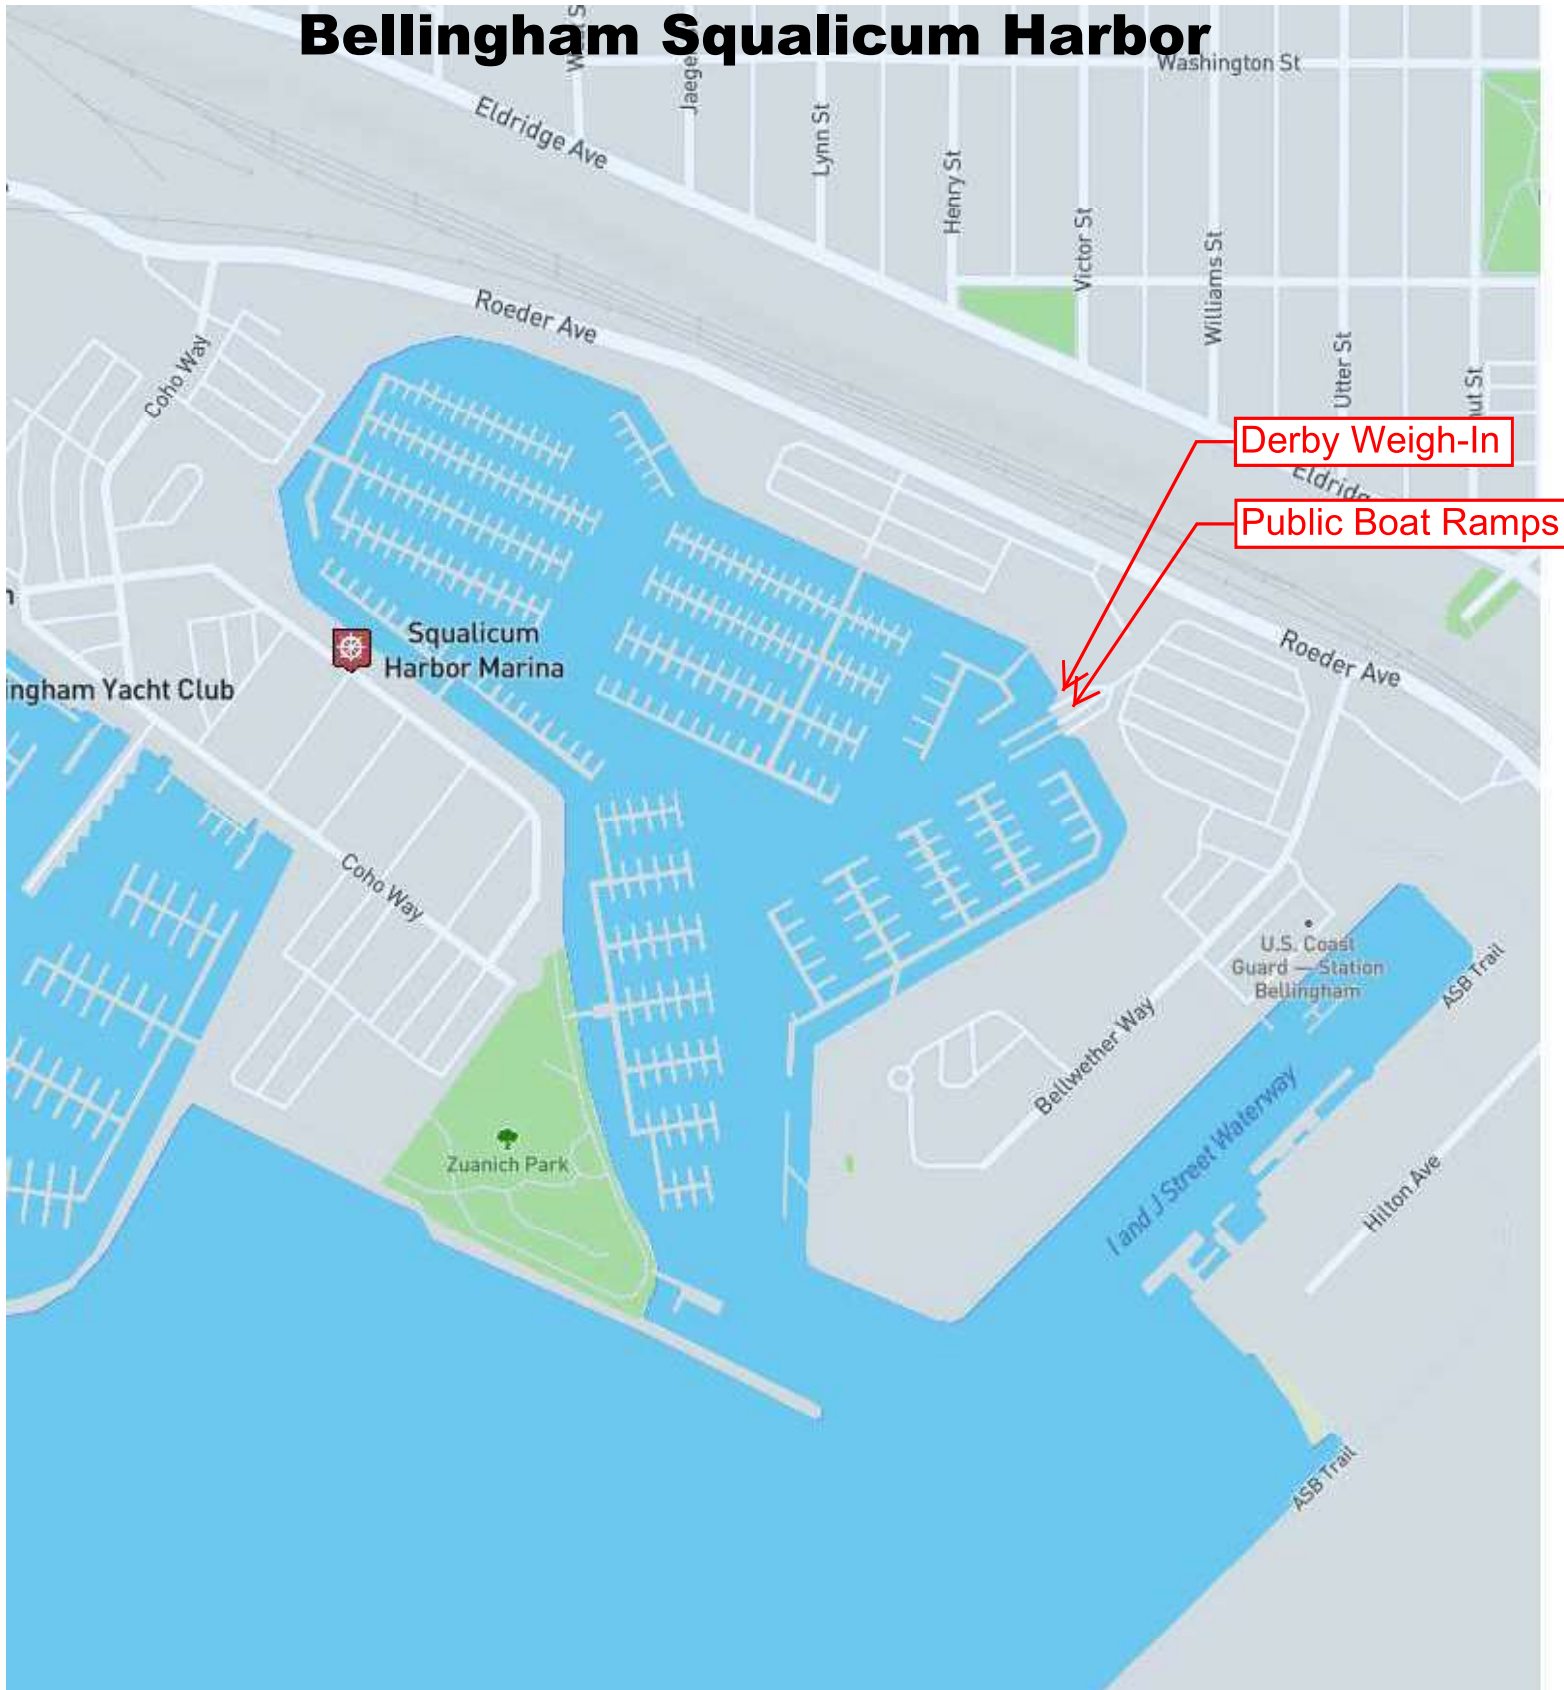 Bellingham Squalicum Harbor
Washington St
Eldridge Ave
Lynn St
Henry St
Victor St
Williams St
Utter St
Roeder Ave
Coho Way
Derby Weigh-In
Public Boat Ramps
Squalicum
Harbor Marina
Roeder Ave
ingham Yacht Club
Coho Way
U.S. Coast
Guard — Station
Bellingham
ASB Trail
Bellwether Way
I and J Street Waterway
Zuanich Park
Hilton Ave
ASB Trail